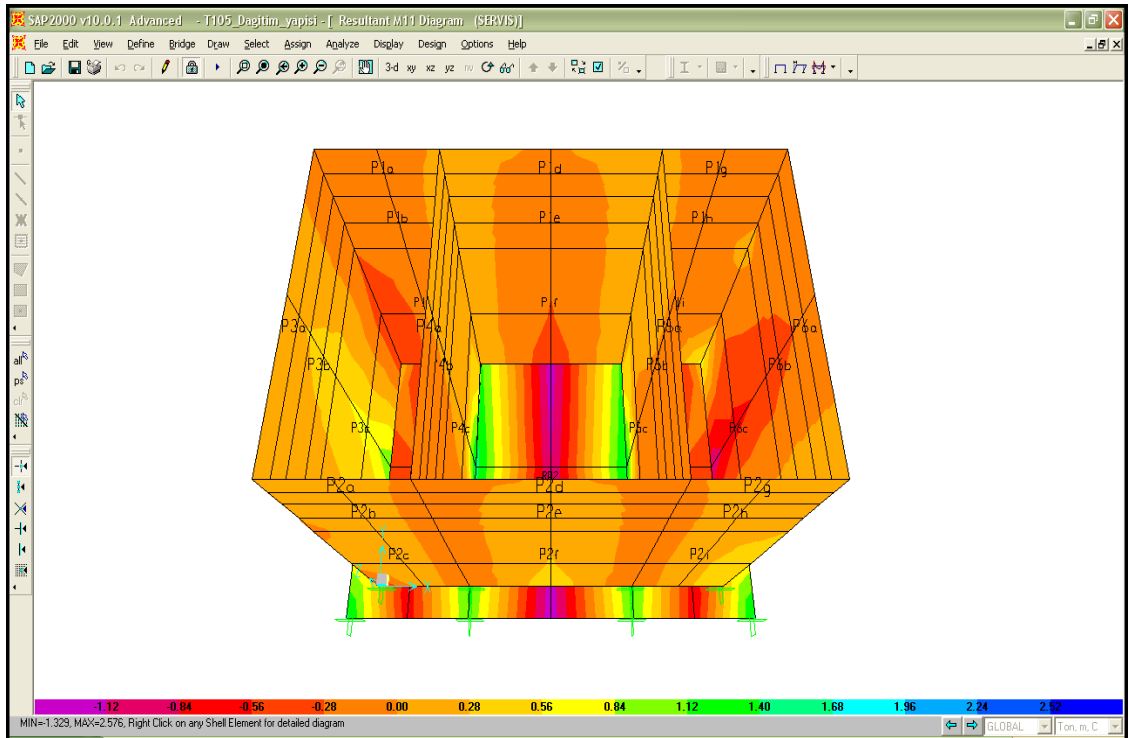 SAP2000 v10.0.1 Advanced - T105_Dagitim_yapisi - [ Resultant M11 Diagram (SERVIS)]
File Edit View Define Bridge Draw Select Assign Analyze Display Design Options Help
3-d xy xz yz nv
all
ps
clr
P1a P1d P1g
P1b P1e P1h
P1f
P3a P4a P5a P6a
P3b P5b P6b
P3c P4c P5c P6c
P2a P2d P2g
P2b P2e P2h
P2c P2f P2i
-1.12 -0.84 -0.56 -0.28 0.00 0.28 0.56 0.84 1.12 1.40 1.68 1.96 2.24 2.52
MIN=-1.329, MAX=2.576, Right Click on any Shell Element for detailed diagram
GLOBAL Ton, m, C